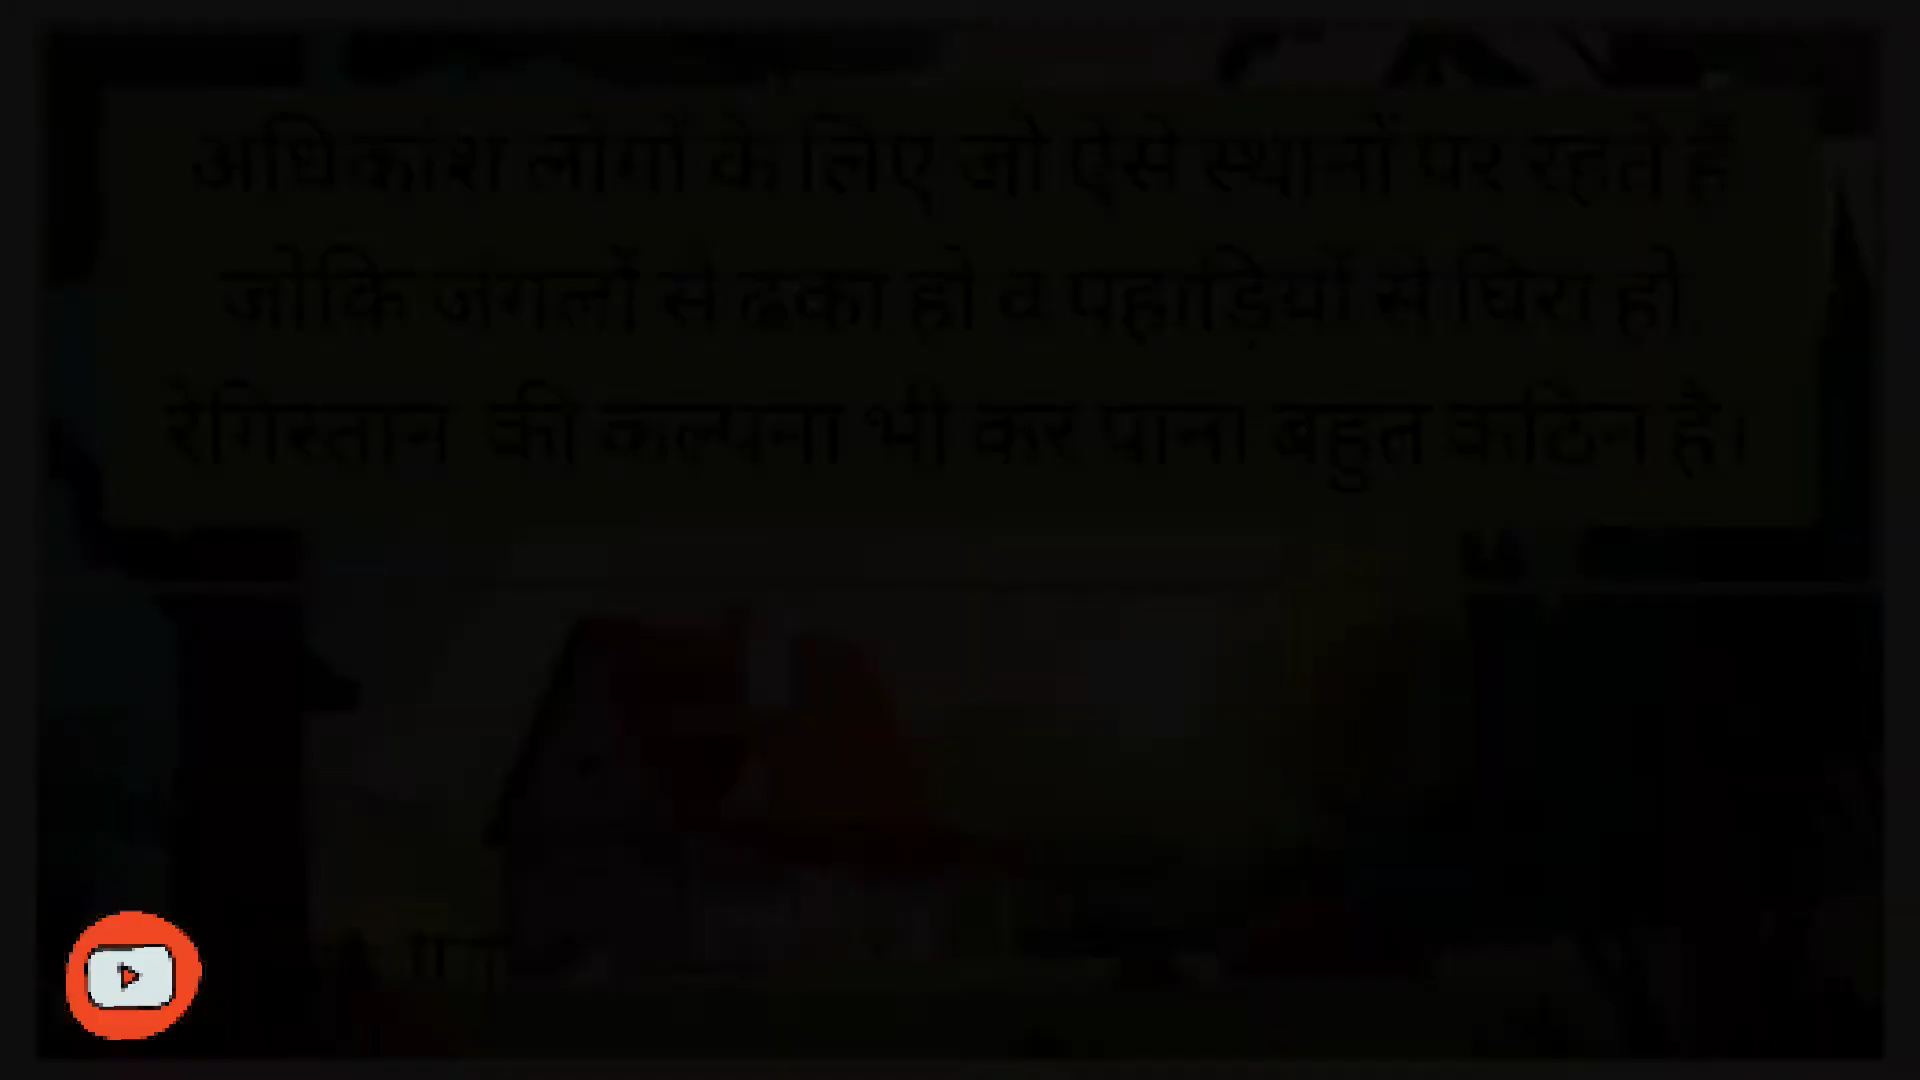 अधिकांश लोगों के लिए जो ऐसे स्थानों पर रहते हैं
जोकि जंगलों से ढका हो व पहाड़ियों से घिरा हो,
रेगिस्तान की कल्पना भी कर पाना बहुत कठिन है।